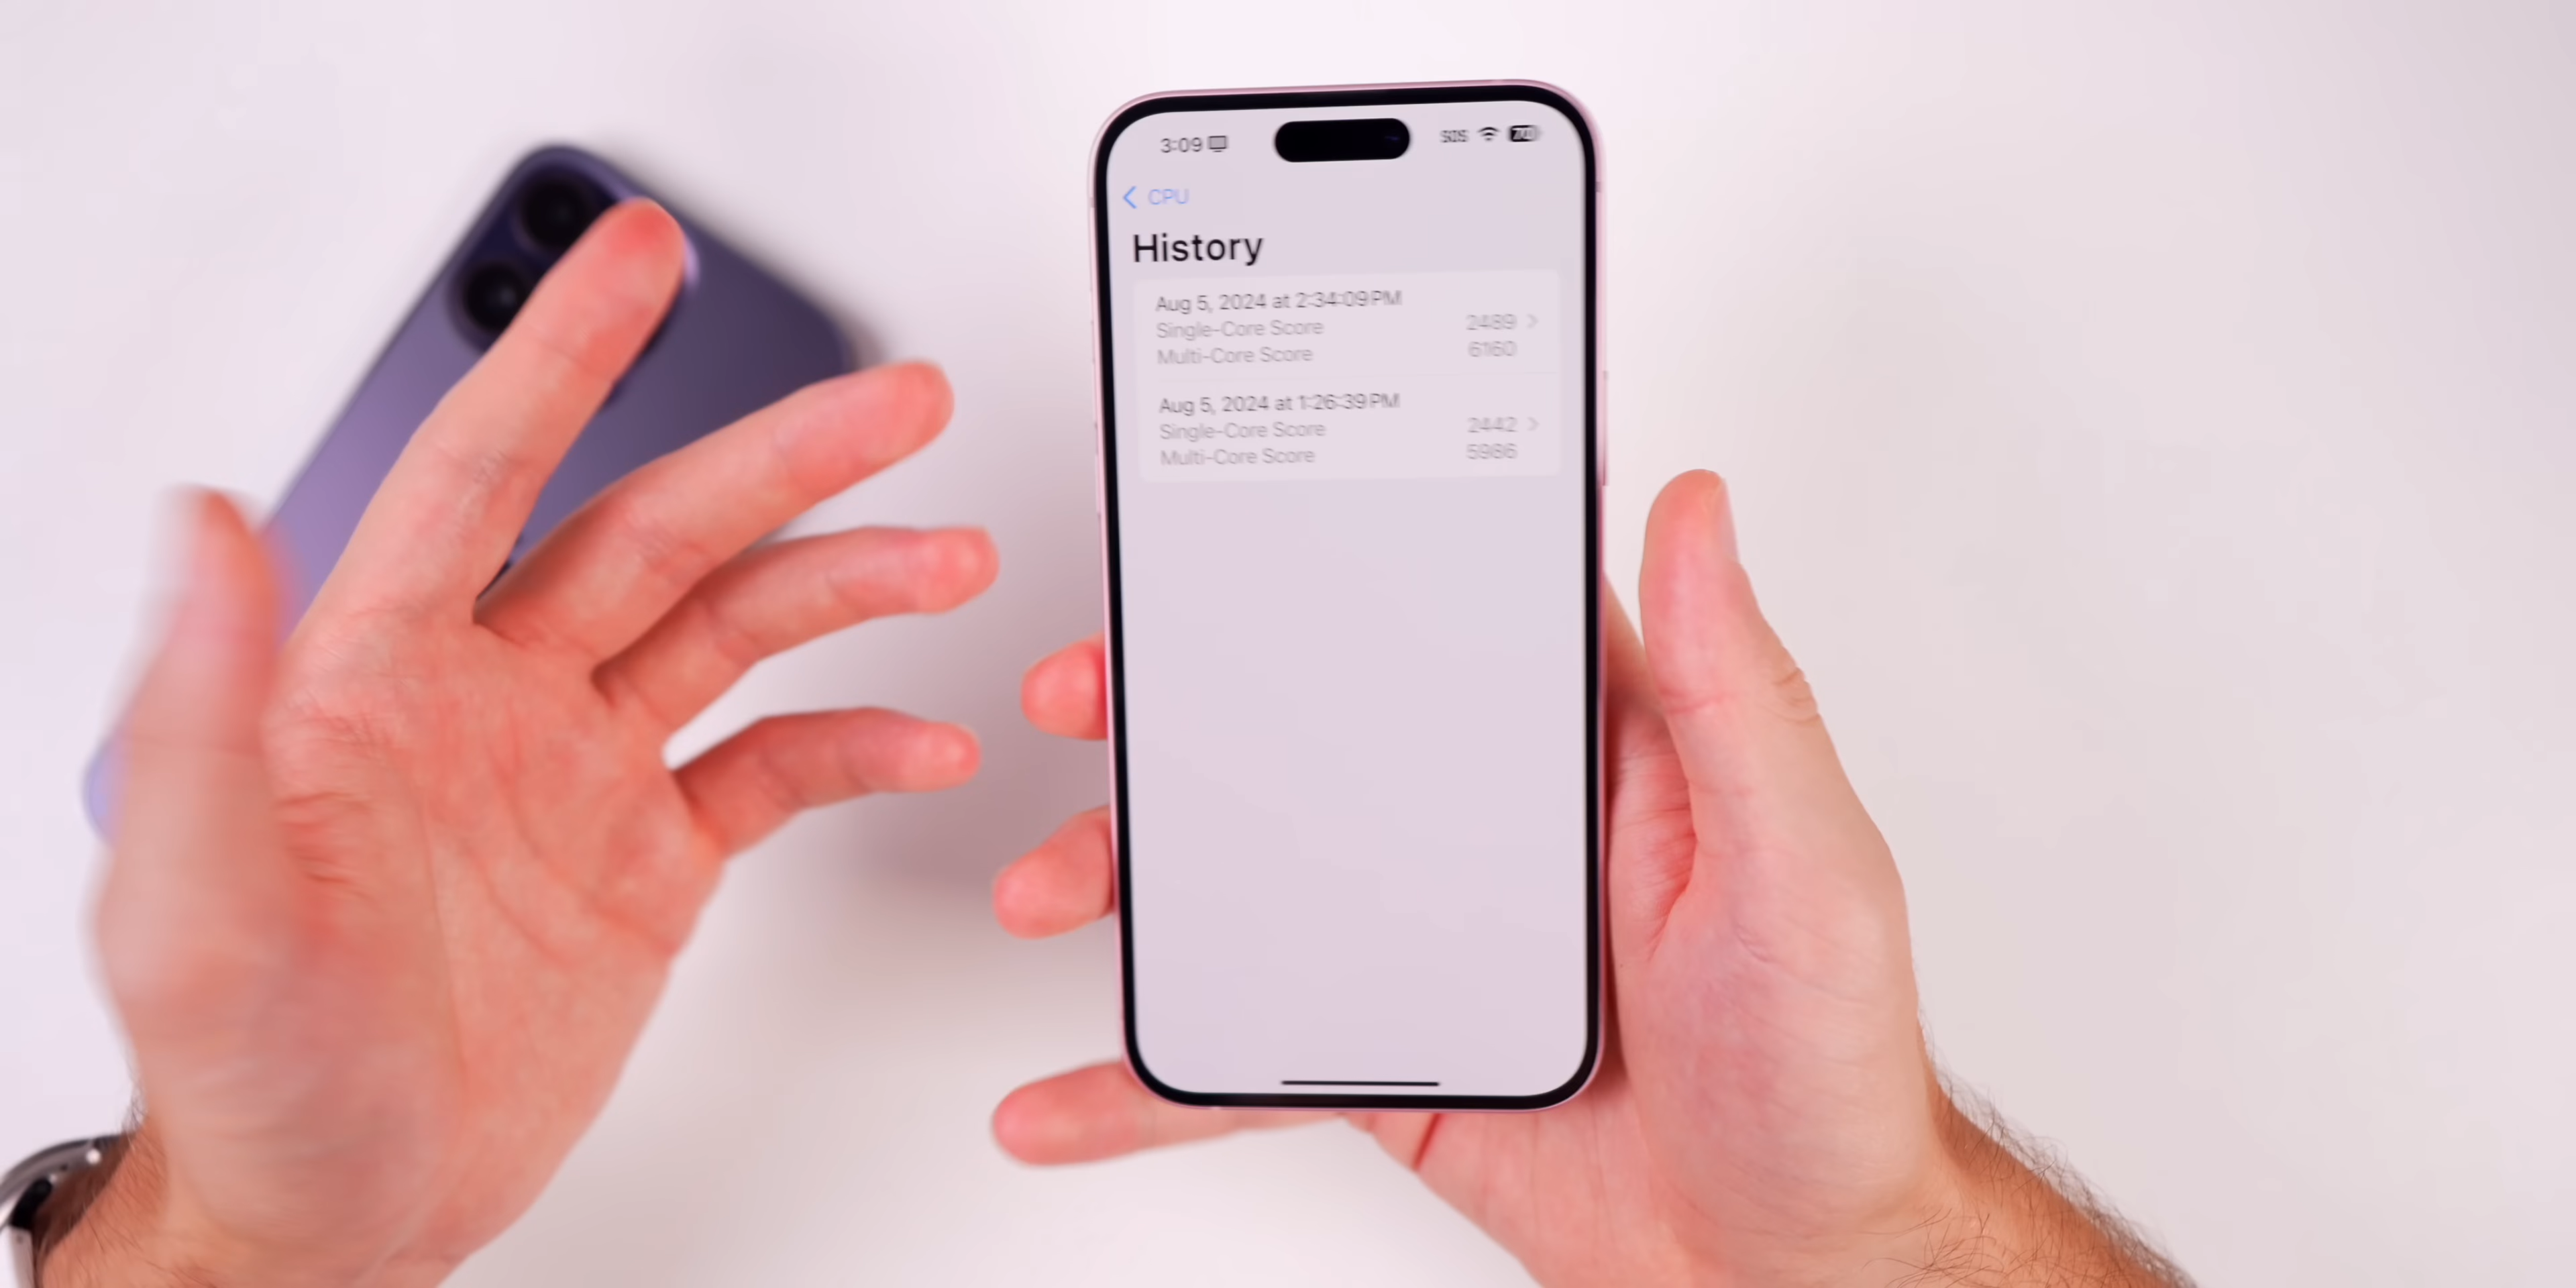 3:09
SOS
70
CPU
History
Aug 5, 2024 at 2:34:09 PM
Single-Core Score 2489
Multi-Core Score 6160
Aug 5, 2024 at 1:26:39 PM
Single-Core Score 2442
Multi-Core Score 5986